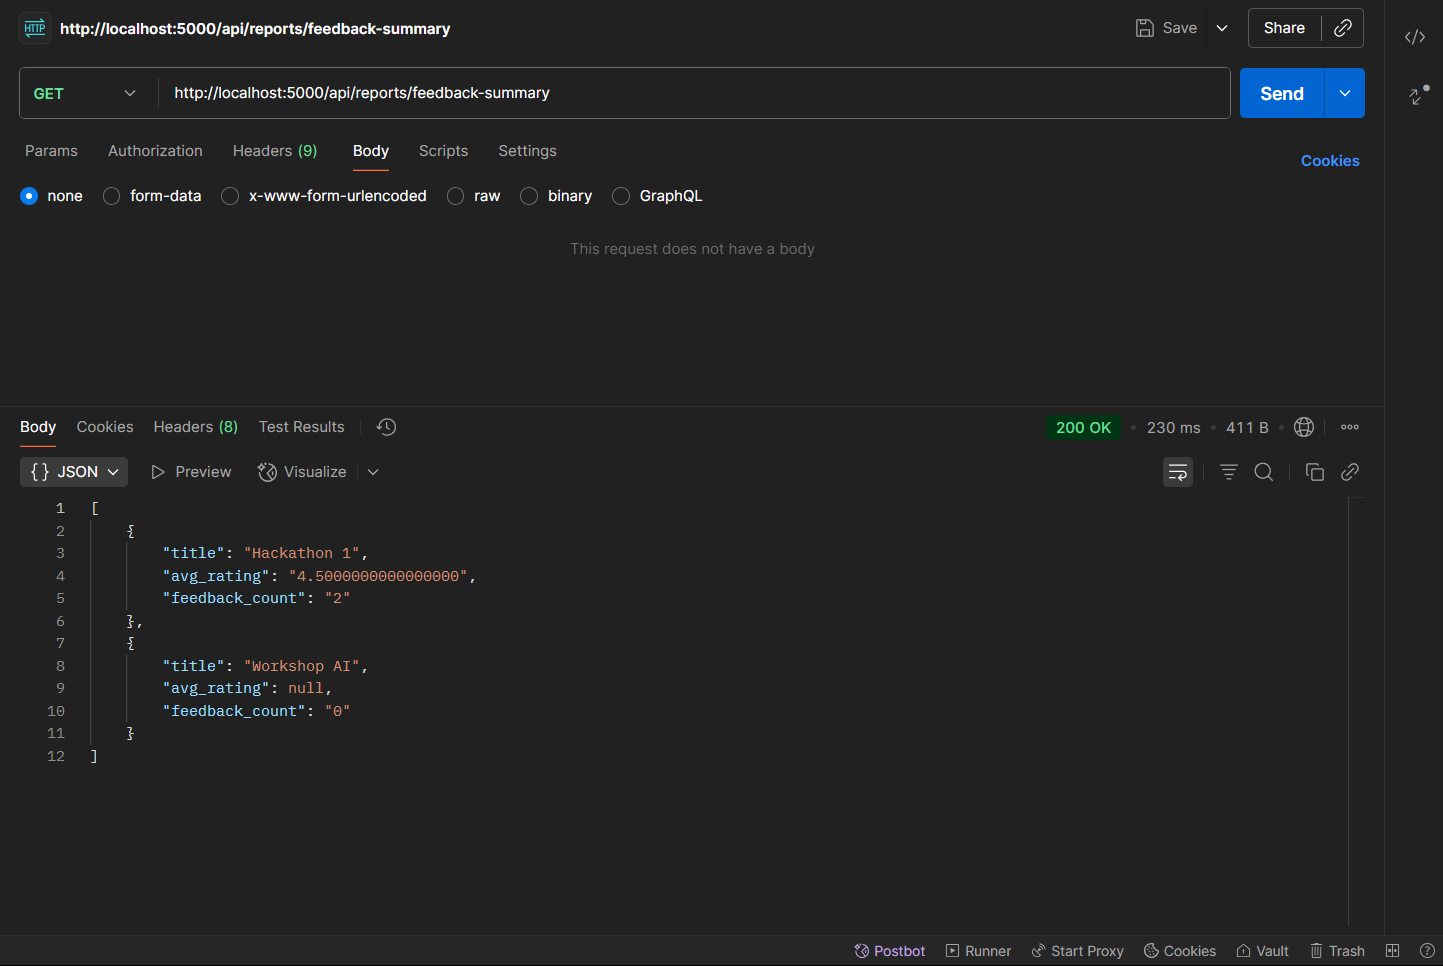 HTTP http://localhost:5000/api/reports/feedback-summary Save Share
GET http://localhost:5000/api/reports/feedback-summary Send
Params Authorization Headers (9) Body Scripts Settings Cookies
none form-data x-www-form-urlencoded raw binary GraphQL
This request does not have a body
Body Cookies Headers (8) Test Results 200 OK • 230 ms • 411 B •
{} JSON Preview Visualize
1 [
2 {
3 "title": "Hackathon 1",
4 "avg_rating": "4.5000000000000000",
5 "feedback_count": "2"
6 },
7 {
8 "title": "Workshop AI",
9 "avg_rating": null,
10 "feedback_count": "0"
11 }
12 ]
Postbot Runner Start Proxy Cookies Vault Trash